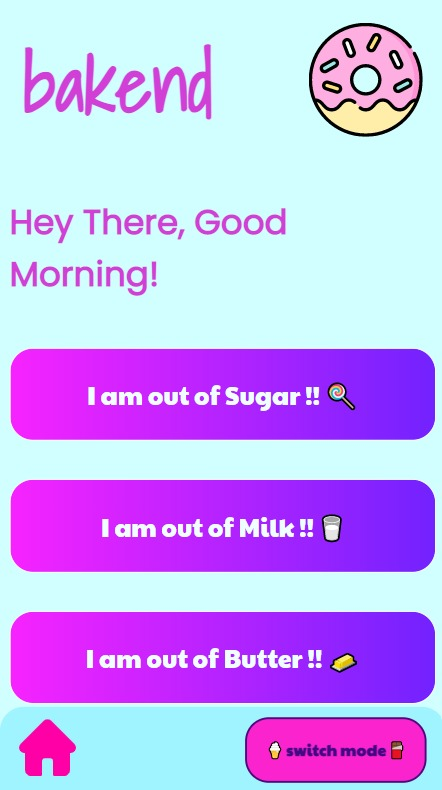 bakend
Hey There, Good
Morning!
I am out of Sugar !! 🍭
I am out of Milk !! 🥛
I am out of Butter !! 🧈
🍦 switch mode 🍫